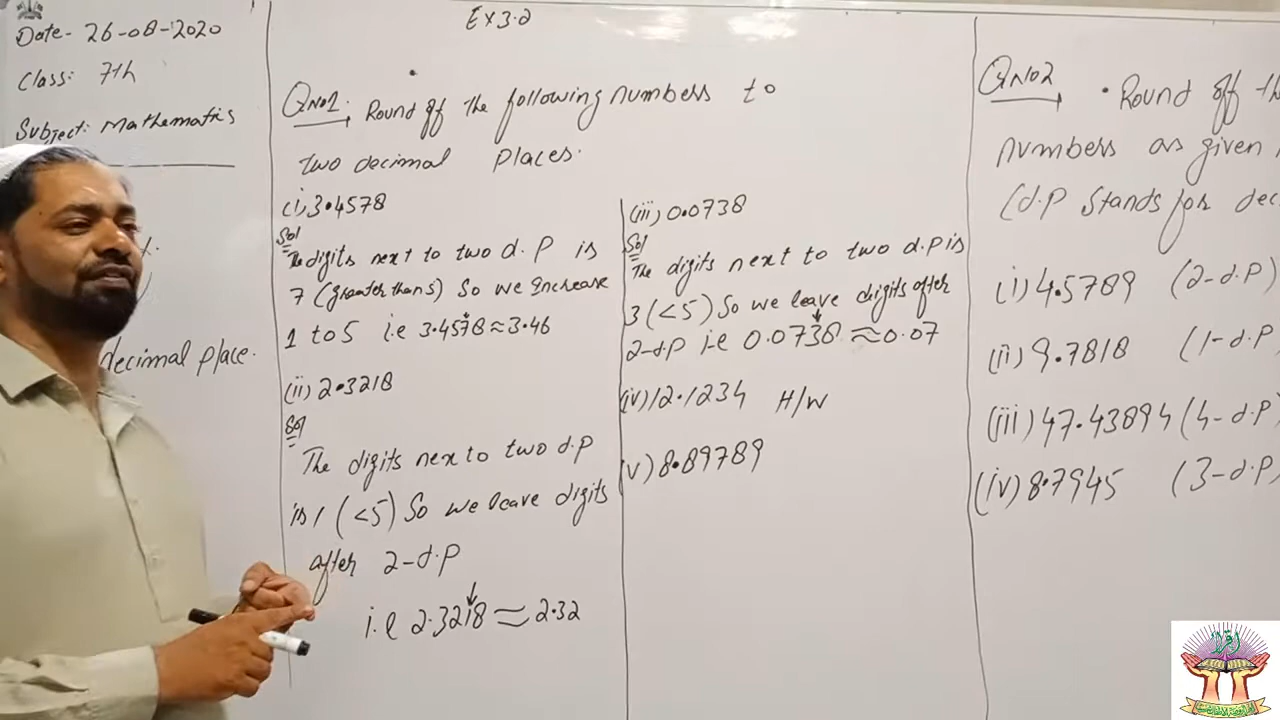 Date- 26-08-2020
Class: 7th
Subject: Mathematics
decimal place.
Ex 3.2
QNo1. Round off the following numbers to
two decimal places.
(i) 3.4578
Sol
The digits next to two d.P is
7 (greater than 5) So we Increase
1 to 5 i.e 3.4578≈3.46
(ii) 2.3218
Sol
The digits next to two d.P
is 1 (<5) So we leave digits
after 2-d.P
i.e 2.3218≈2.32
(iii) 0.0738
Sol
The digits next to two d.P is
3 (<5) So we leave digits after
2-d.P i.e 0.0738≈0.07
(iv) 12.1234 H/W
(v) 8.89789
QNo2 • Round off th
numbers as given
(d.P Stands for dec
(i) 4.5789 (2-d.P)
(ii) 9.7818 (1-d.P
(iii) 47.43894 (4-d.P)
(iv) 8.7945 (3-d.P)